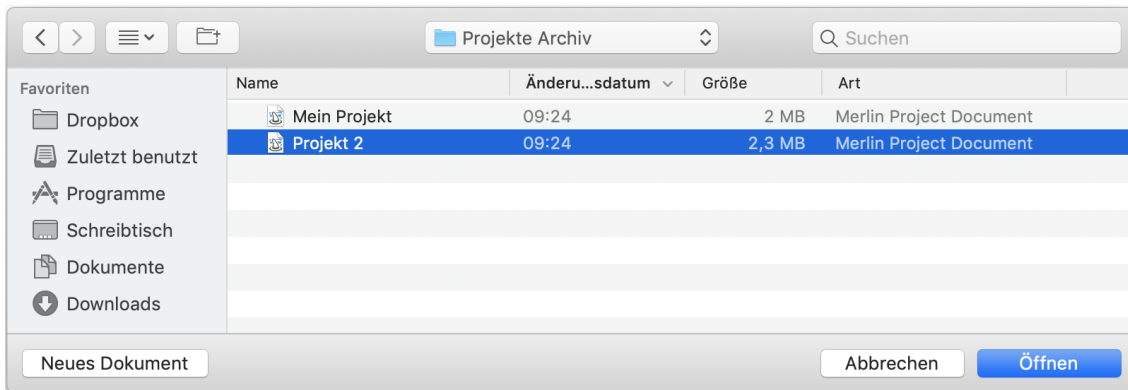 Projekte Archiv
Suchen
Favoriten
Dropbox
Zuletzt benutzt
Programme
Schreibtisch
Dokumente
Downloads
Name Änderu...sdatum Größe Art
Mein Projekt 09:24 2 MB Merlin Project Document
Projekt 2 09:24 2,3 MB Merlin Project Document
Neues Dokument Abbrechen Öffnen